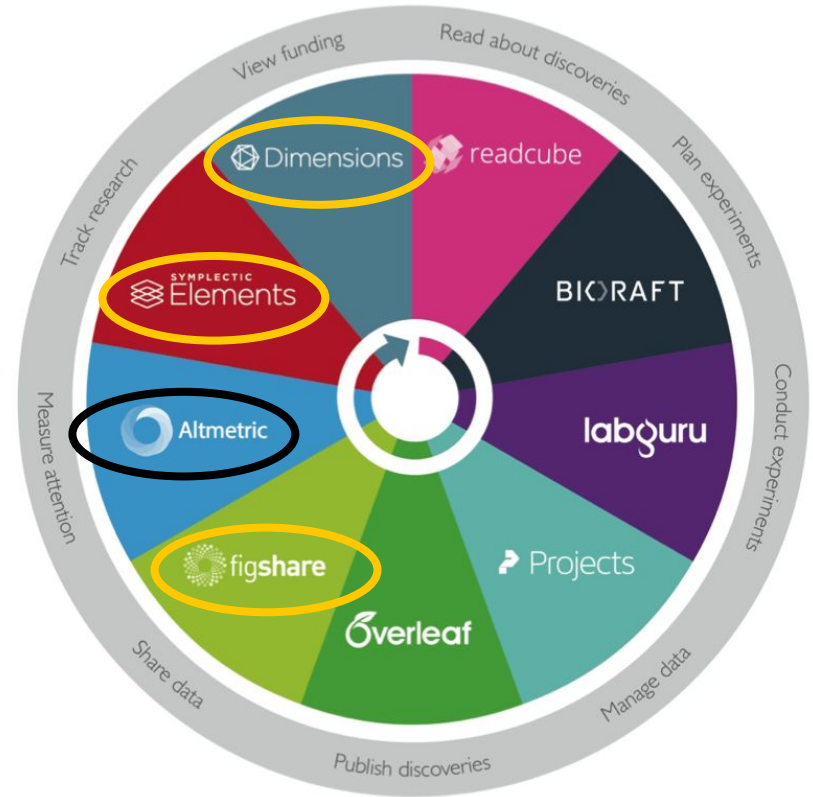 View funding
Read about discoveries
Plan experiments
Conduct experiments
Manage data
Publish discoveries
Share data
Measure attention
Track research
Dimensions
readcube
BIORAFT
labguru
Projects
Overleaf
figshare
Altmetric
SYMPLECTIC
Elements